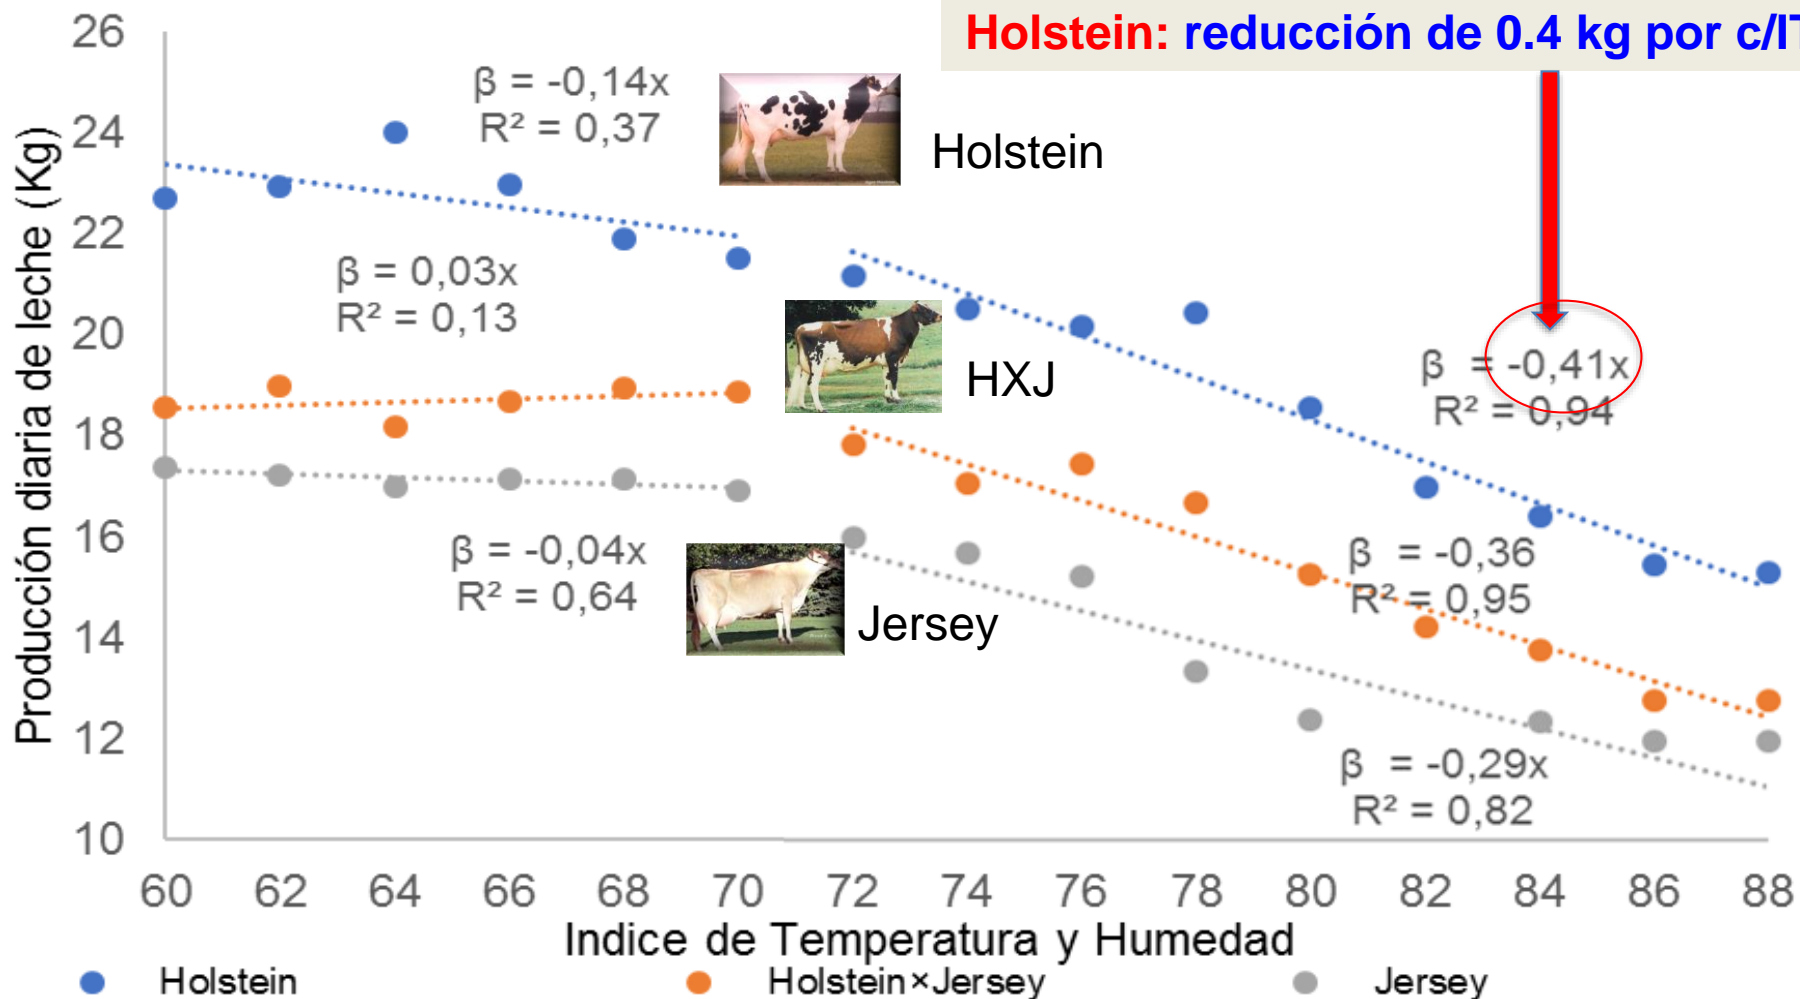 Holstein: reducción de 0.4 kg por c/IT
Producción diaria de leche (Kg)
26
24
22
20
18
16
14
12
10
β = -0,14x
R² = 0,37
Holstein
β = 0,03x
R² = 0,13
HXJ
β = -0,41x
R² = 0,94
β = -0,36
R² = 0,95
β = -0,04x
R² = 0,64
Jersey
β = -0,29x
R² = 0,82
60 62 64 66 68 70 72 74 76 78 80 82 84 86 88
Indice de Temperatura y Humedad
Holstein Holstein×Jersey Jersey